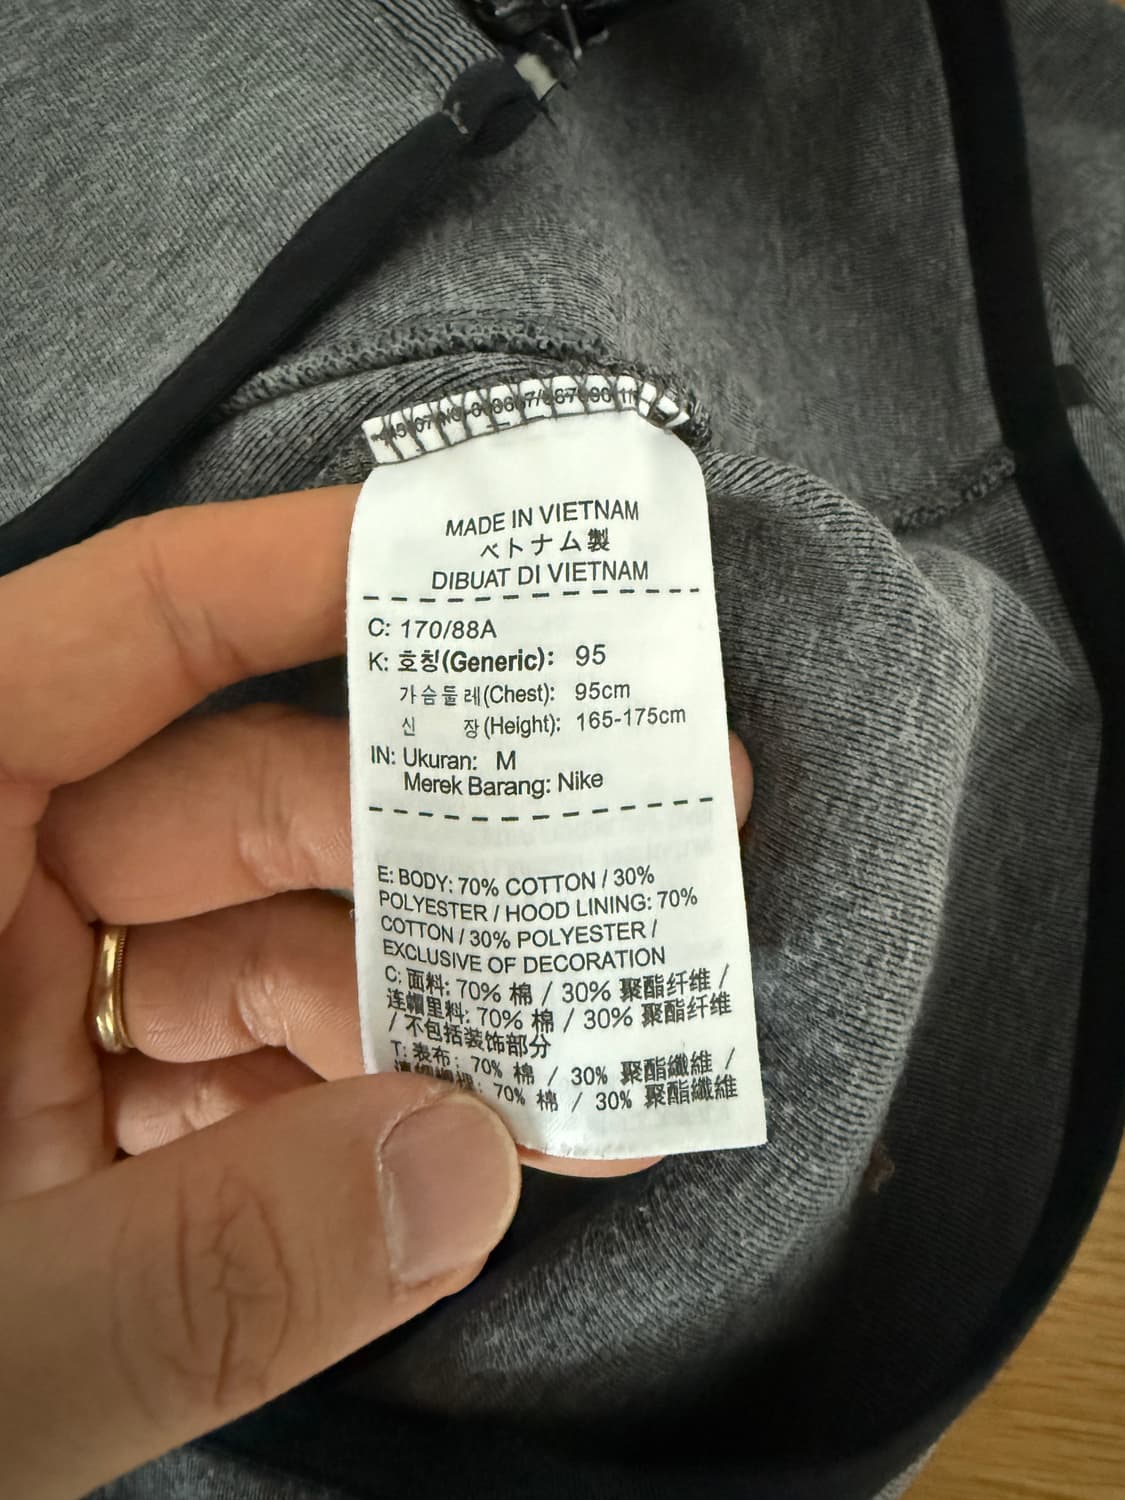 MADE IN VIETNAM
ベトナム製
DIBUAT DI VIETNAM
C: 170/88A
K: 호칭(Generic): 95
가슴둘레(Chest): 95cm
신 장(Height): 165-175cm
IN: Ukuran: M
Merek Barang: Nike
E: BODY: 70% COTTON / 30%
POLYESTER / HOOD LINING: 70%
COTTON / 30% POLYESTER /
EXCLUSIVE OF DECORATION
C: 面料: 70% 棉 / 30% 聚酯纤维 /
连帽里料: 70% 棉 / 30% 聚酯纤维
/ 不包括装饰部分
T: 表布: 70% 棉 / 30% 聚酯纖維 /
70% 棉 / 30% 聚酯纖維